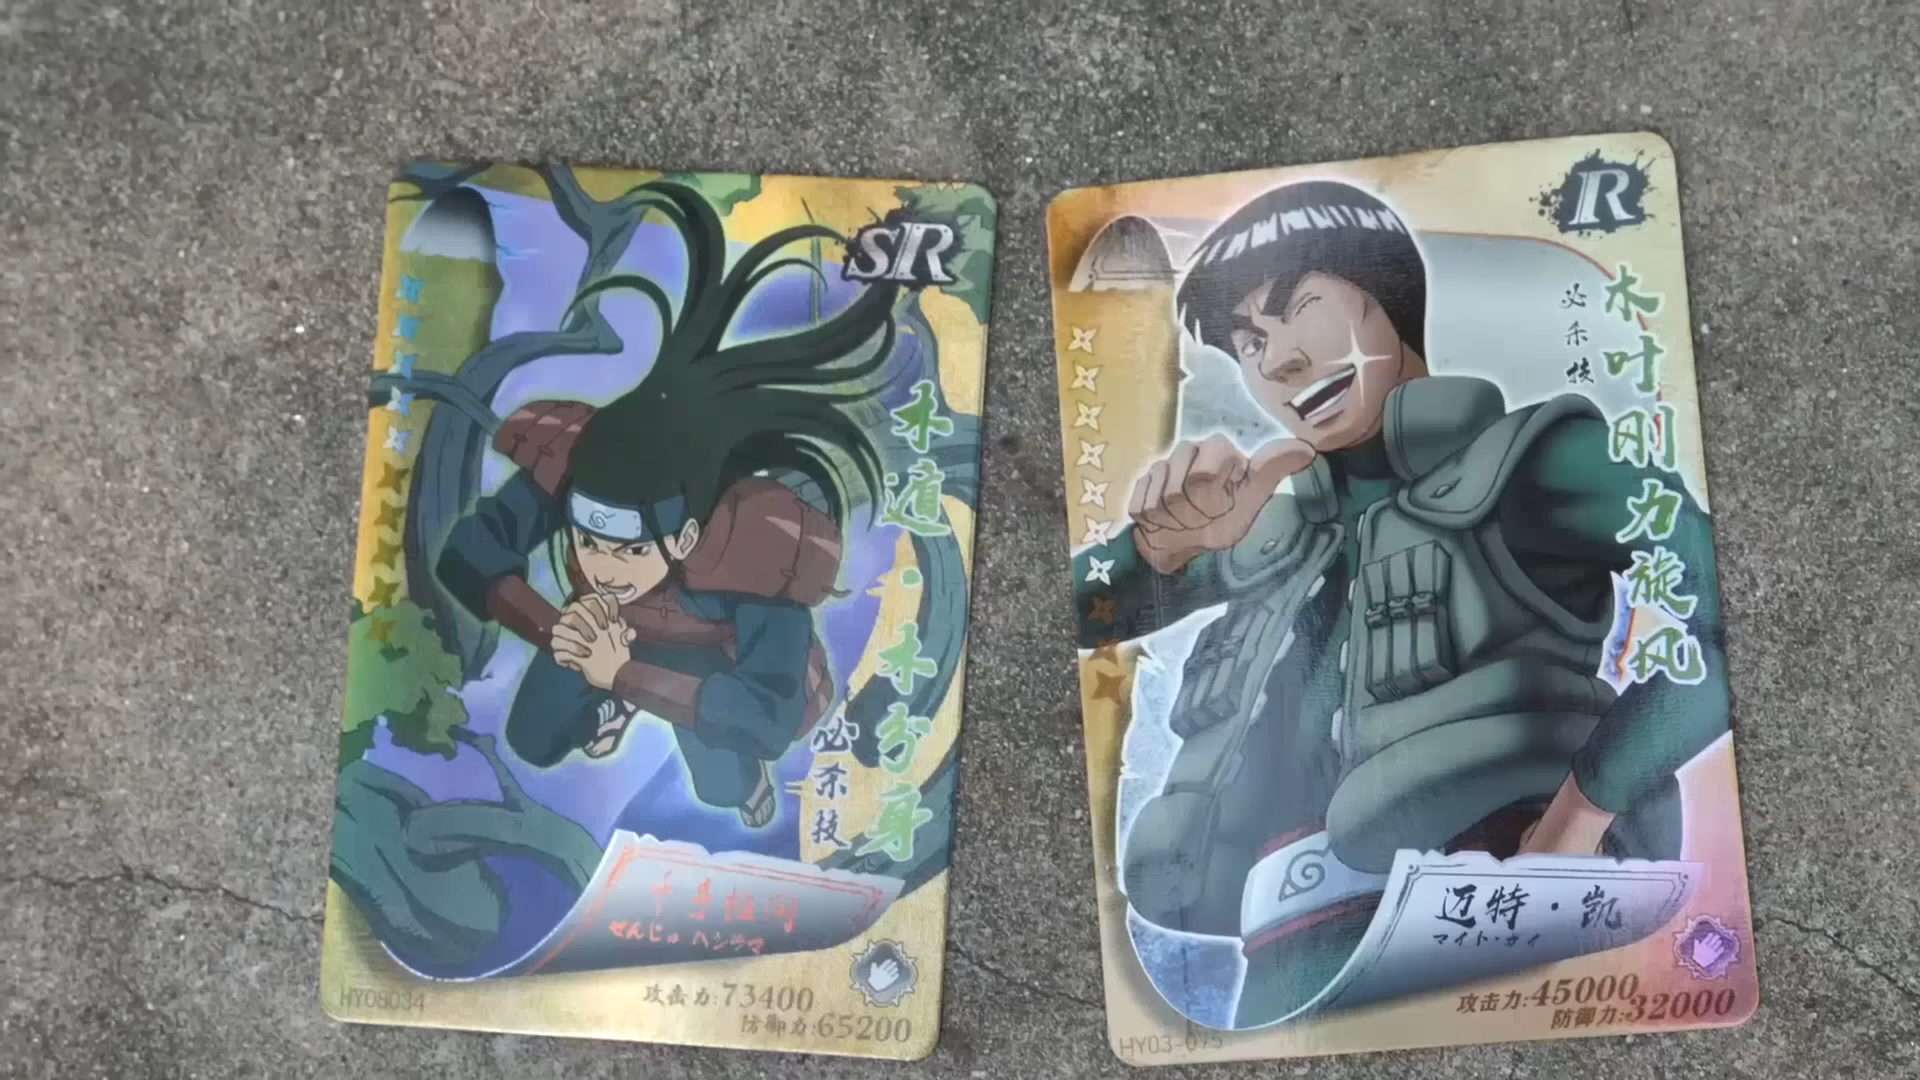 SR
木遁·木分身
必杀技
千手柱间
せんじゅ ハシラマ
HY08034
攻击力:73400
防御力:65200
R
必杀技
木叶刚力旋风
迈特·凯
マイト・カイ
攻击力:45000
防御力:32000
HY03-075